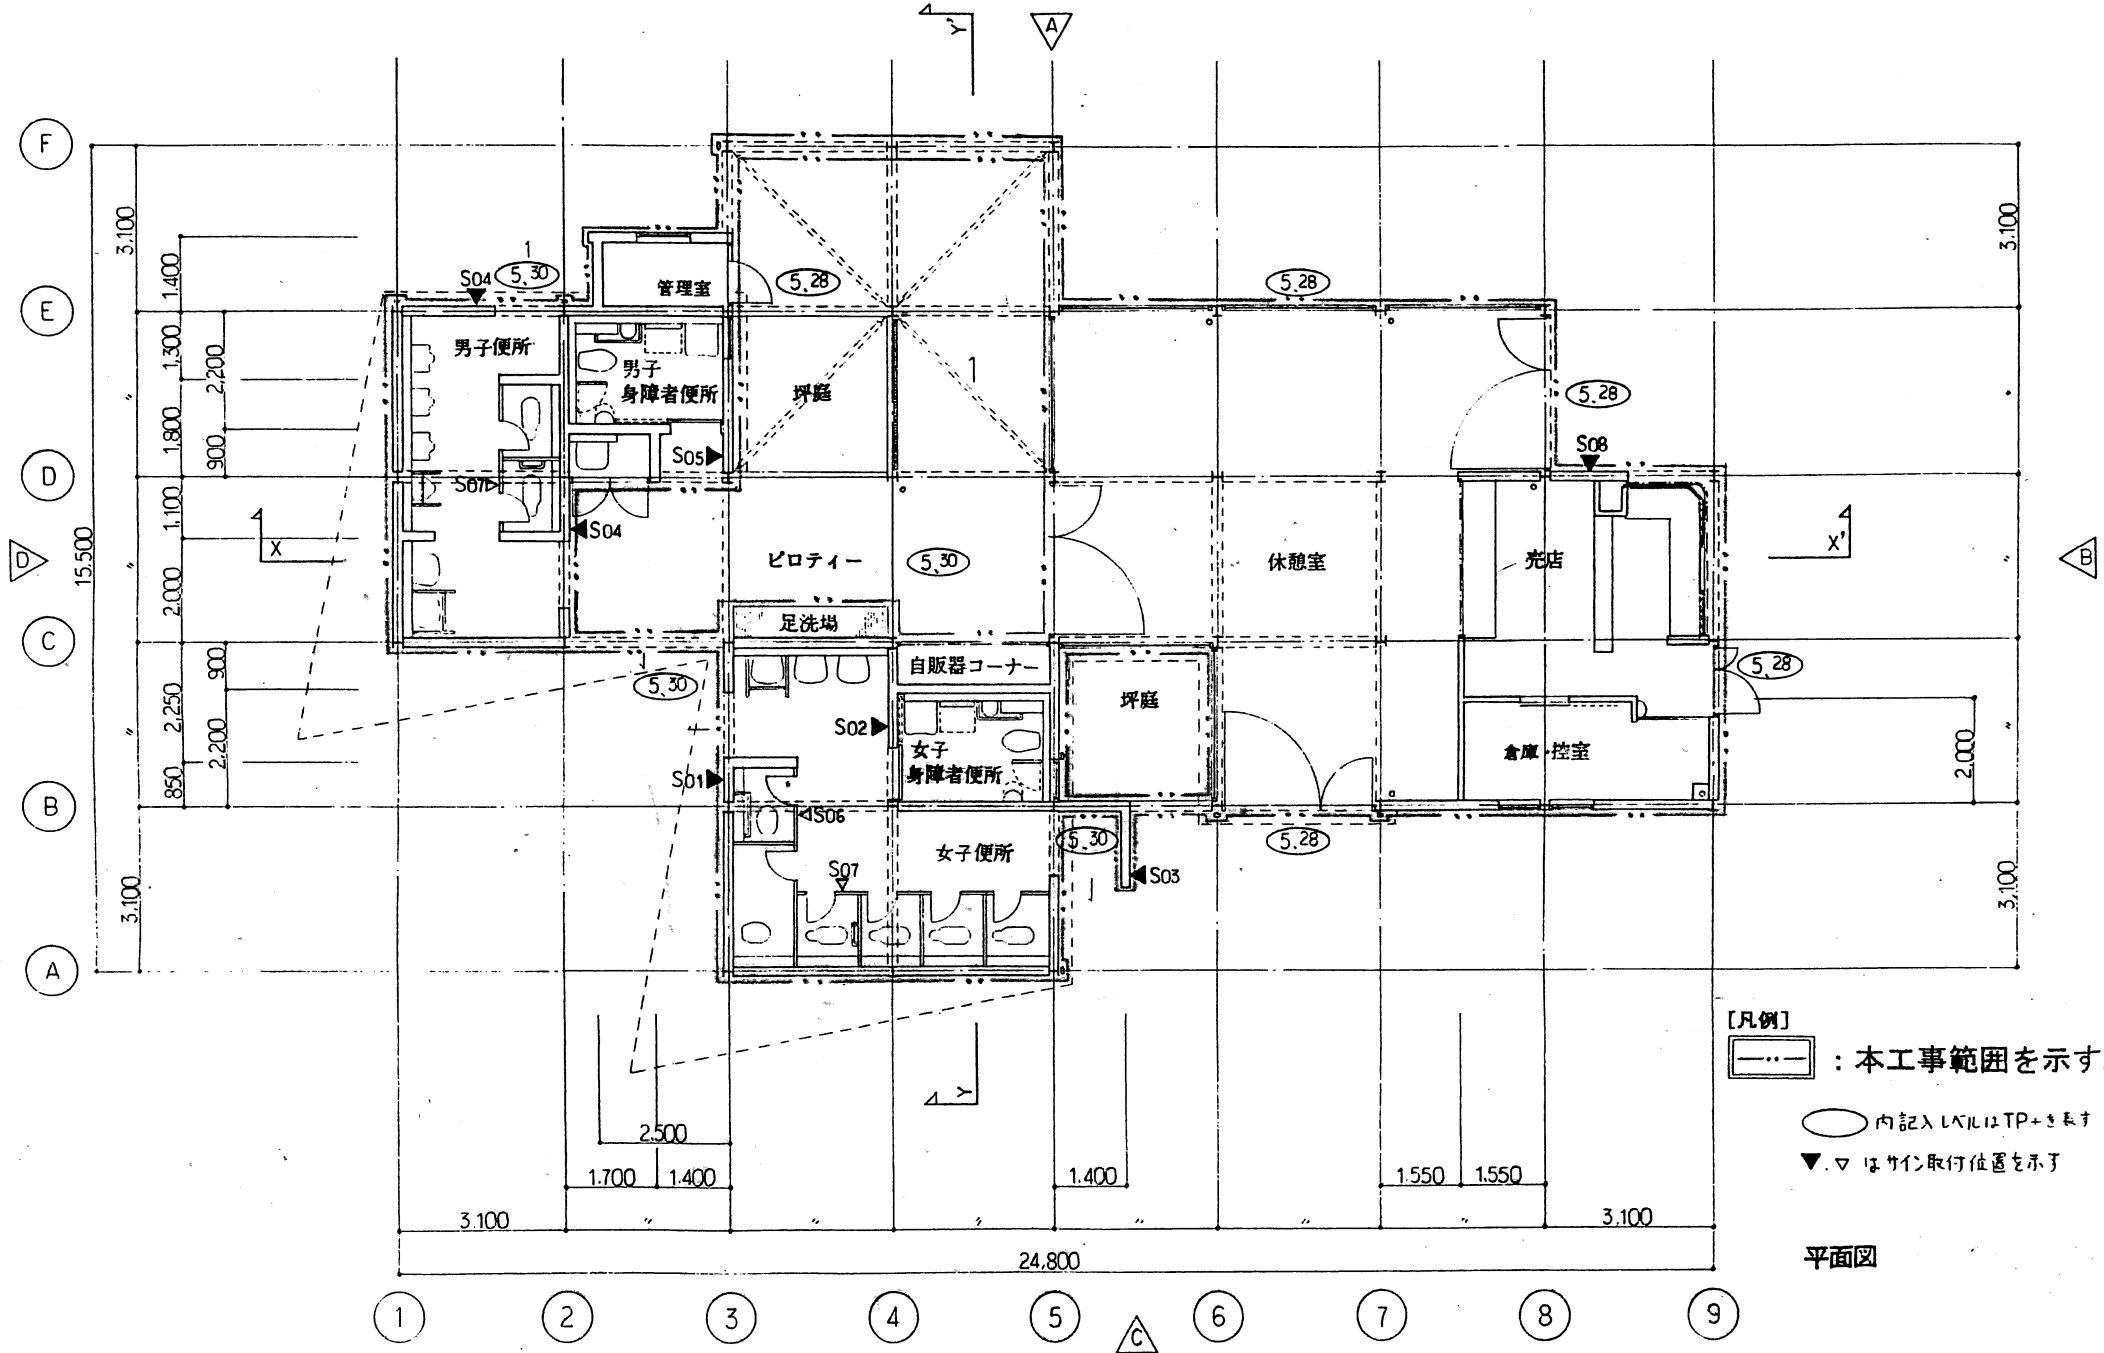 Y'
A
F
3.100
3.100
1.400
1
S04
5.30
管理室
5.28
5.28
E
1.300
2.200
男子便所
男子
身障者便所
坪庭
1
5.28
1.800
900
S05
S08
D
S07
1.100
X
S04
X'
D
15.500
〃
ピロティー
5.30
休憩室
売店
〃
B
2.000
足洗場
C
900
自販器コーナー
5.30
5.28
2.250
〃
坪庭
〃
S02
2.200
女子
身障者便所
倉庫・控室
2.000
S01
850
B
S06
5.30
5.28
女子便所
S07
S03
3.100
3.100
A
[凡例]
：本工事範囲を示す
Y
内記入レベルはTP+を表す
2.500
▼.▽ はサイン取付位置を示す
1.700
1.400
1.400
1.550
1.550
3.100
〃
〃
〃
〃
〃
〃
3.100
24.800
平面図
1
2
3
4
5
C
6
7
8
9